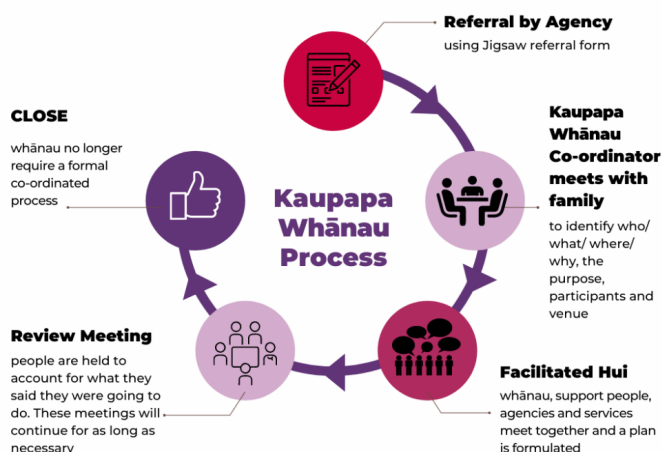 Referral by Agency
using Jigsaw referral form
Kaupapa
Whānau
Co-ordinator
meets with
family
to identify who/
what/ where/
why, the
purpose,
participants and
venue
Facilitated Hui
whānau, support people,
agencies and services
meet together and a plan
is formulated
Review Meeting
people are held to
account for what they
said they were going to
do. These meetings will
continue for as long as
necessary
CLOSE
whānau no longer
require a formal
co-ordinated
process
Kaupapa
Whānau
Process